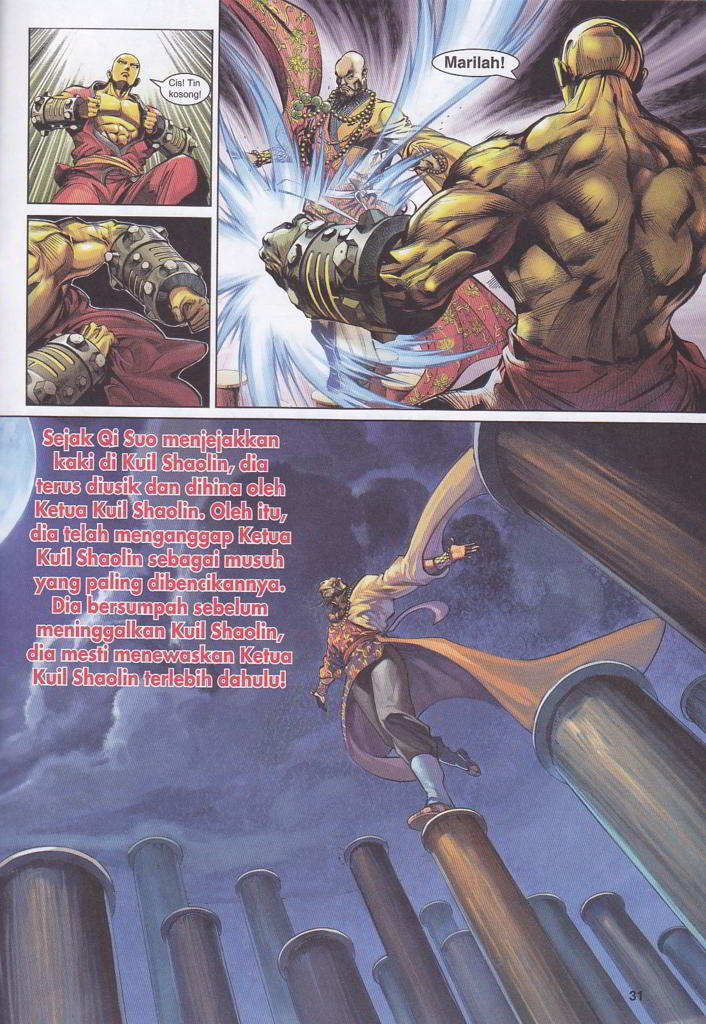 Cis! Tin
kosong!
Marilah!
Sejak Qi Suo menjejakkan
kaki di Kuil Shaolin, dia
terus diusik dan dihina oleh
Ketua Kuil Shaolin. Oleh itu,
dia telah menganggap Ketua
Kuil Shaolin sebagai musuh
yang paling dibencikannya.
Dia bersumpah sebelum
meninggalkan Kuil Shaolin,
dia mesti menewaskan Ketua
Kuil Shaolin terlebih dahulu!
31